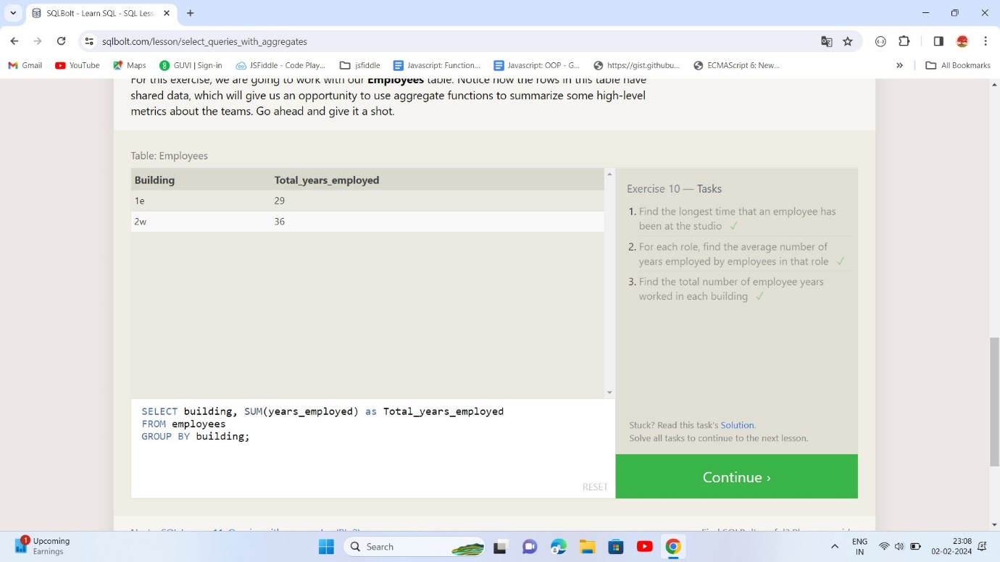 SQLBolt - Learn SQL - SQL Less
sqlbolt.com/lesson/select_queries_with_aggregates
Gmail
YouTube
Maps
GUVI | Sign-in
JSFiddle - Code Play...
jsfiddle
Javascript: Function...
Javascript: OOP - G...
https://gist.githubu...
ECMAScript 6: New...
»
All Bookmarks
For this exercise, we are going to work with our Employees table. Notice how the rows in this table have
shared data, which will give us an opportunity to use aggregate functions to summarize some high-level
metrics about the teams. Go ahead and give it a shot.
Table: Employees
Building Total_years_employed
1e 29
2w 36
SELECT building, SUM(years_employed) as Total_years_employed
FROM employees
GROUP BY building;
RESET
Exercise 10 — Tasks
1. Find the longest time that an employee has
been at the studio ✓
2. For each role, find the average number of
years employed by employees in that role ✓
3. Find the total number of employee years
worked in each building ✓
Stuck? Read this task's Solution.
Solve all tasks to continue to the next lesson.
Continue ›
1
Upcoming
Earnings
Search
ENG
IN
23:08
02-02-2024